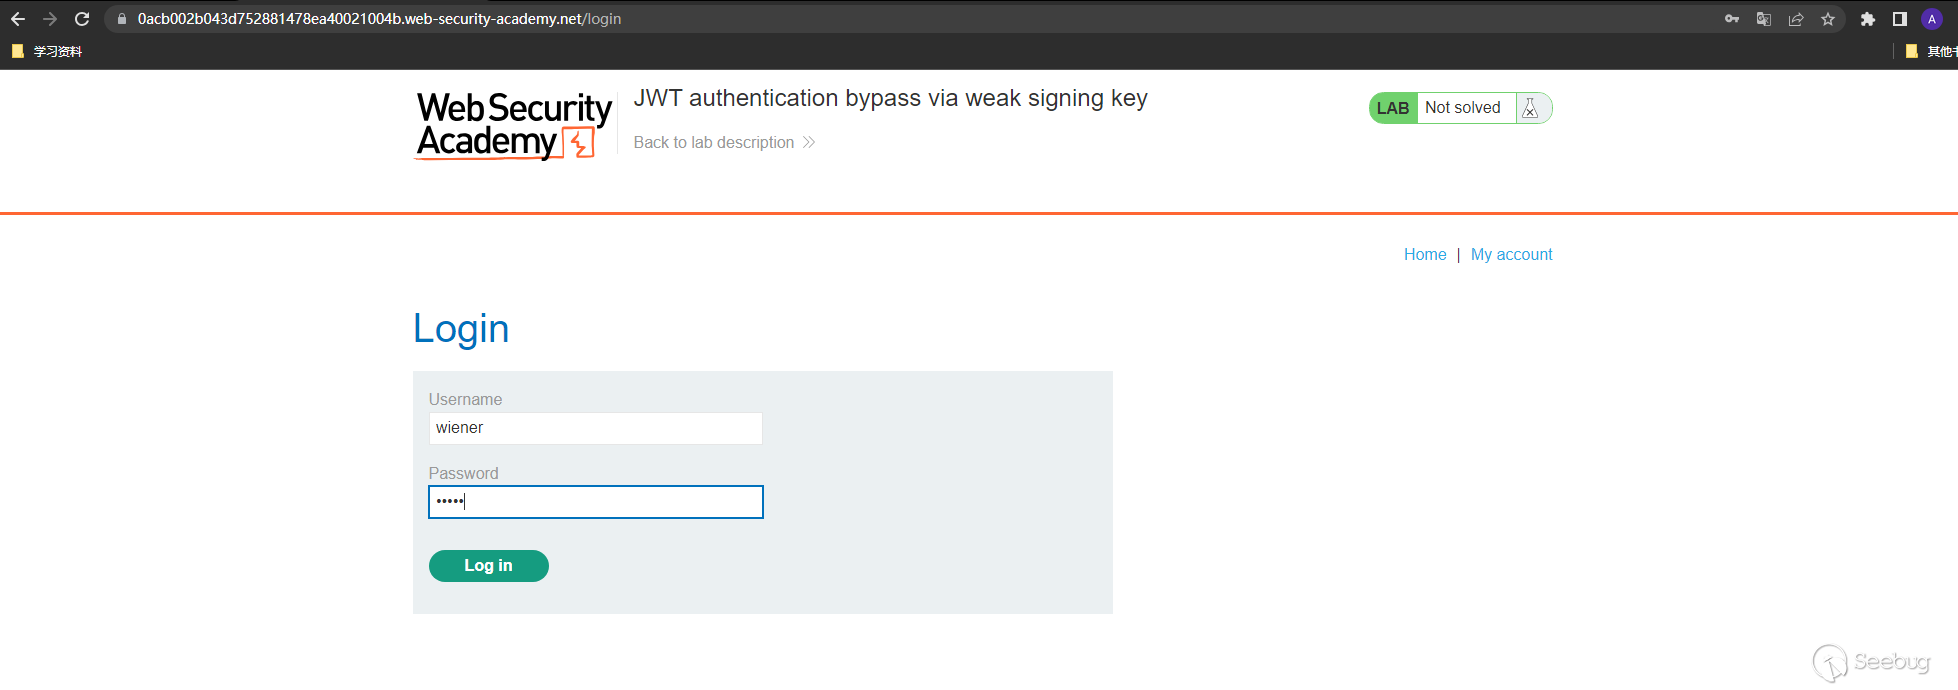 0acb002b043d752881478ea40021004b.web-security-academy.net/login
A
学习资料
其他
Web Security
Academy
JWT authentication bypass via weak signing key
Back to lab description
LAB
Not solved
Home | My account
Login
Username
wiener
Password
•••••
Log in
Seebug